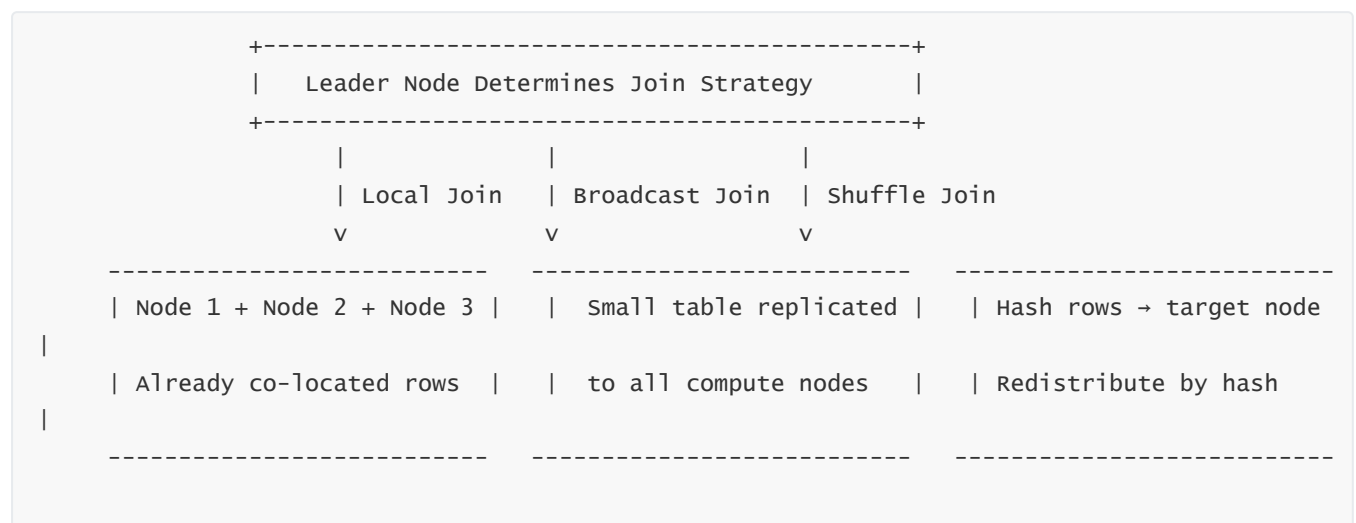 +----------------------------------------------+
               |   Leader Node Determines Join Strategy       |
               +----------------------------------------------+
                     |              |                 |
                     | Local Join   | Broadcast Join  | Shuffle Join
                     v              v                 v
     ---------------------------   ---------------------------   ---------------------------
     | Node 1 + Node 2 + Node 3 |   |  Small table replicated |   | Hash rows → target node
|
     | Already co-located rows  |   |  to all compute nodes   |   | Redistribute by hash
|
     ---------------------------   ---------------------------   ---------------------------